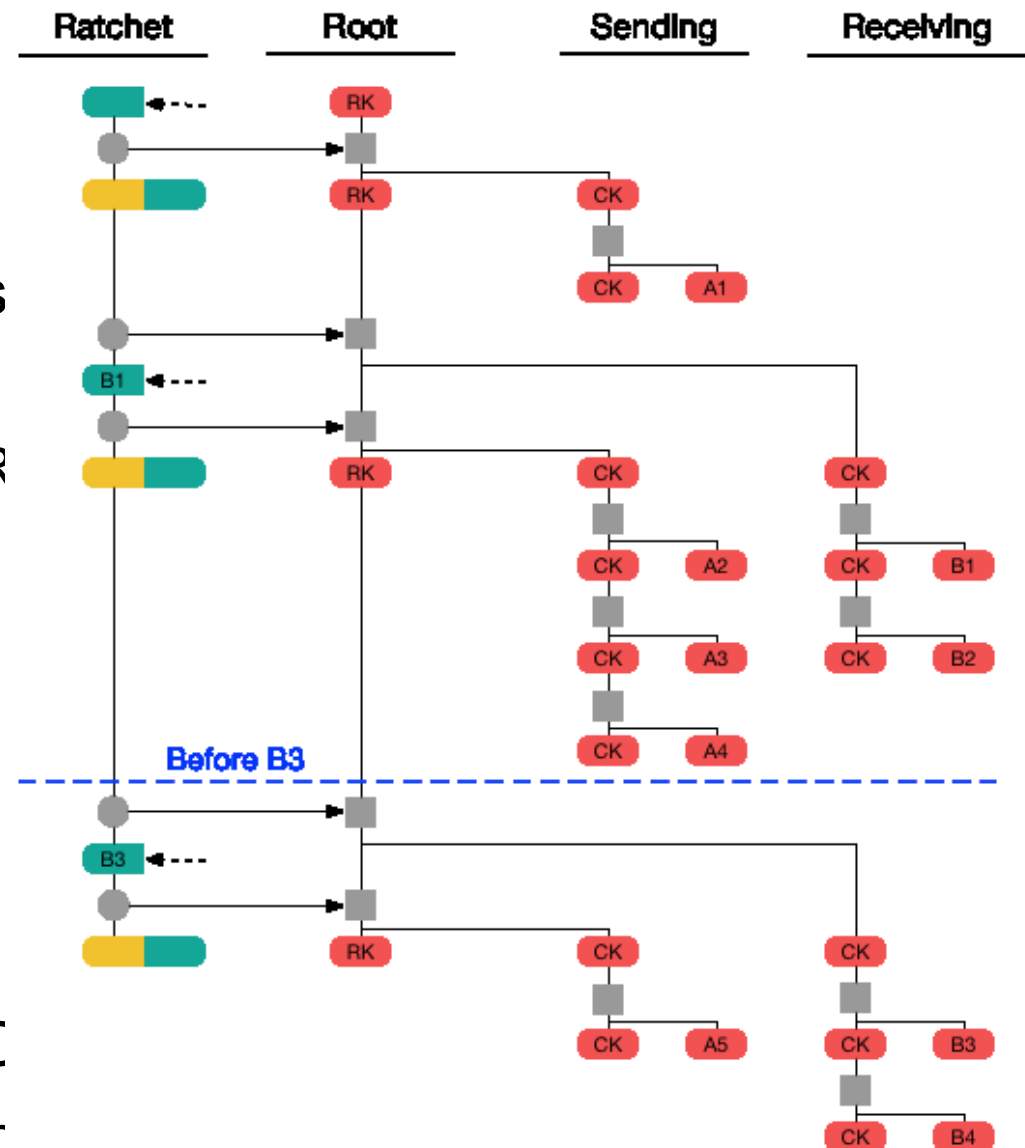 Ratchet Root Sending Receiving
RK
RK CK
CK A1
B1
RK CK CK
CK A2 CK B1
CK A3 CK B2
CK A4
Before B3
B3
RK CK CK
CK A5 CK B3
CK B4